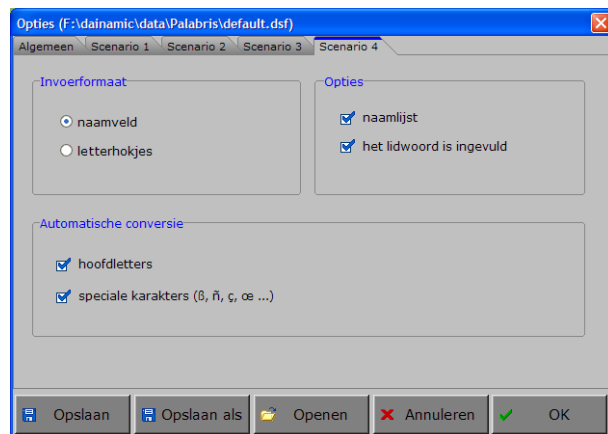 Opties (F:\dainamic\data\Palabris\default.dsf)
Algemeen Scenario 1 Scenario 2 Scenario 3 Scenario 4
Invoerformaat
naamveld
letterhokjes
Opties
naamlijst
het lidwoord is ingevuld
Automatische conversie
hoofdletters
speciale karakters (ß, ñ, ç, œ ...)
Opslaan Opslaan als Openen Annuleren OK